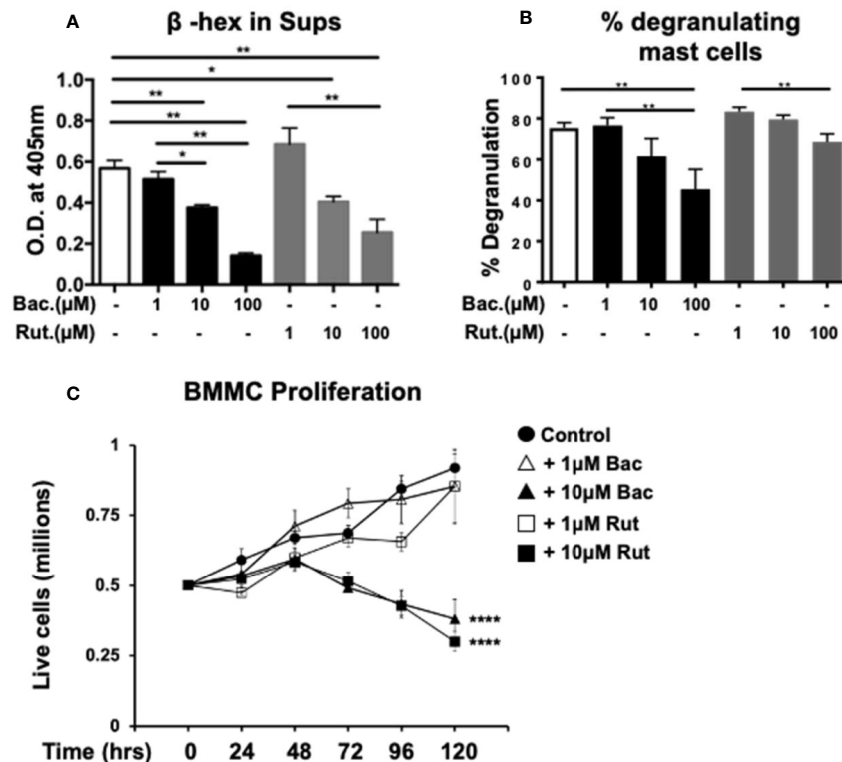 A
β -hex in Sups
**
*
**
**
**
**
*
1.0
0.8
0.6
0.4
0.2
0.0
O.D. at 405nm
Bac.(µM) - 1 10 100 - - -
Rut.(µM) - - - - 1 10 100
B
% degranulating
mast cells
**
**
**
100
80
60
40
20
0
% Degranulation
Bac.(µM) - 1 10 100 - - -
Rut.(µM) - - - - 1 10 100
C
BMMC Proliferation
1
0.75
0.5
0.25
0
Live cells (millions)
Time (hrs) 0 24 48 72 96 120
****
****
Control
+ 1µM Bac
+ 10µM Bac
+ 1µM Rut
+ 10µM Rut